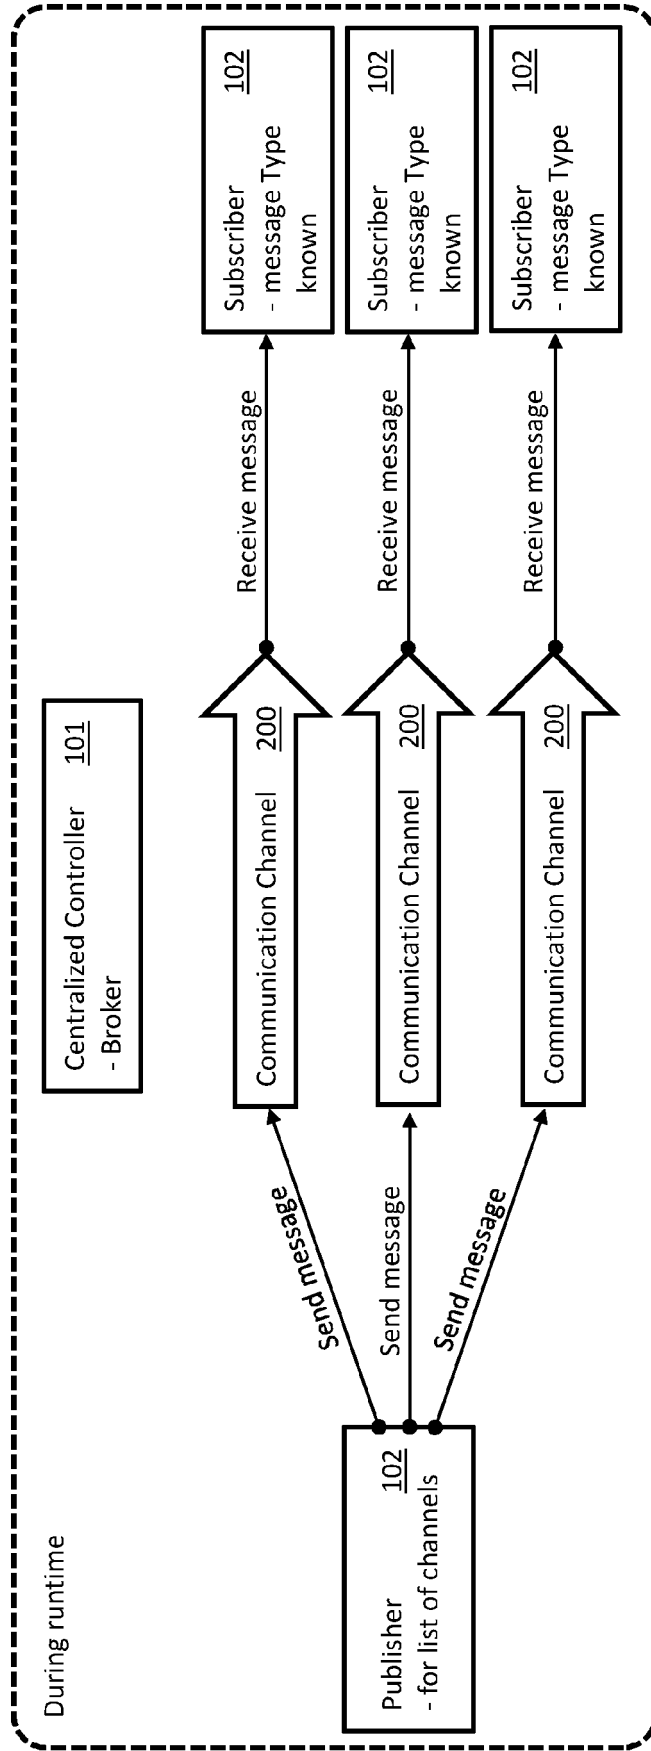 During runtime
Centralized Controller 101
- Broker
Publisher 102
- for list of channels
Send message
Send message
Send message
Communication Channel 200
Communication Channel 200
Communication Channel 200
Receive message
Receive message
Receive message
Subscriber 102
- message Type
known
Subscriber 102
- message Type
known
Subscriber 102
- message Type
known